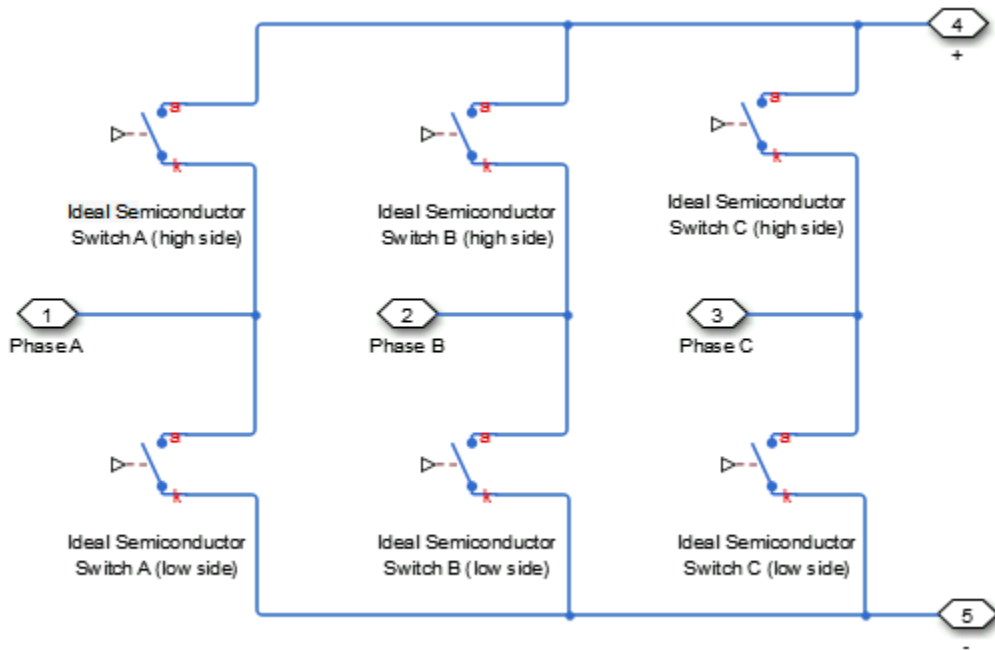 4
+
a
k
Ideal Semiconductor
Switch A (high side)
a
k
Ideal Semiconductor
Switch B (high side)
a
k
Ideal Semiconductor
Switch C (high side)
1
Phase A
2
Phase B
3
Phase C
a
k
Ideal Semiconductor
Switch A (low side)
a
k
Ideal Semiconductor
Switch B (low side)
a
k
Ideal Semiconductor
Switch C (low side)
5
-